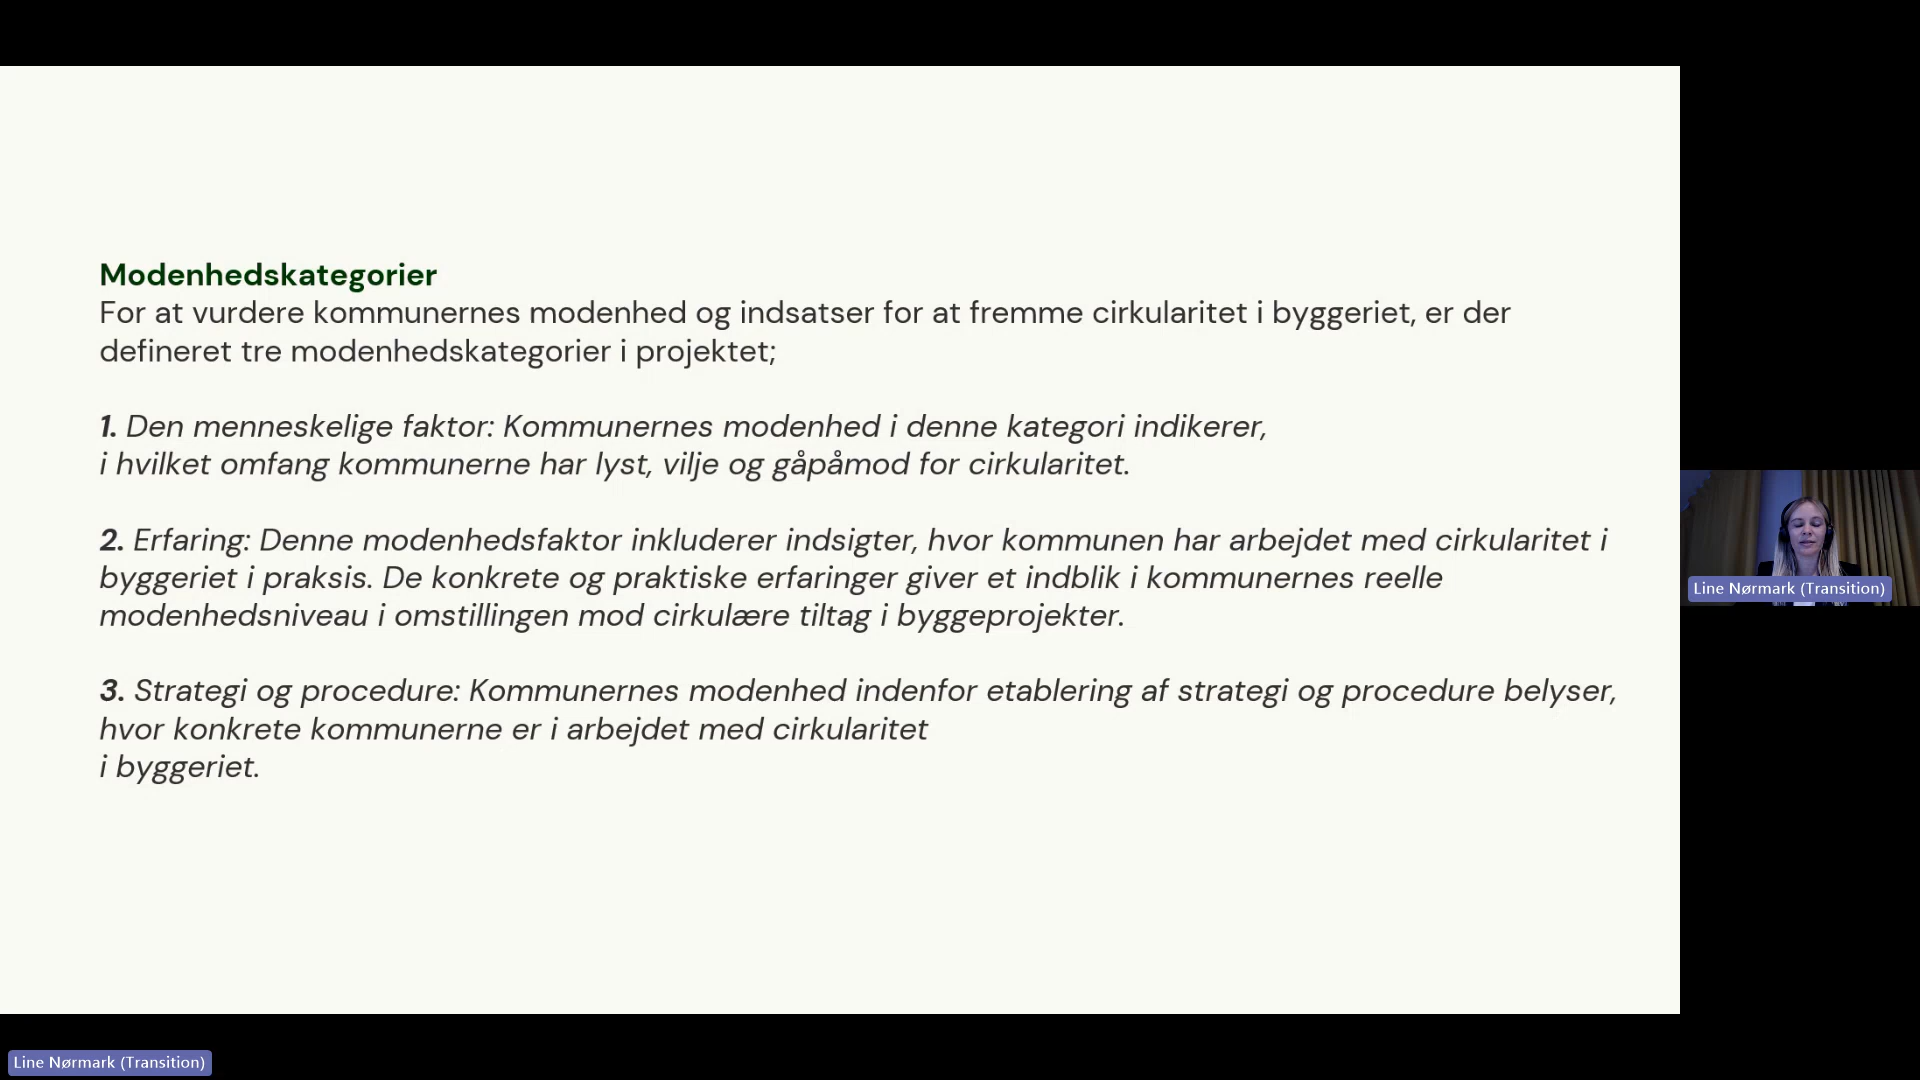 Modenhedskategorier
For at vurdere kommunernes modenhed og indsatser for at fremme cirkularitet i byggeriet, er der
defineret tre modenhedskategorier i projektet;
1. Den menneskelige faktor: Kommunernes modenhed i denne kategori indikerer,
i hvilket omfang kommunerne har lyst, vilje og gåpåmod for cirkularitet.
2. Erfaring: Denne modenhedsfaktor inkluderer indsigter, hvor kommunen har arbejdet med cirkularitet i
byggeriet i praksis. De konkrete og praktiske erfaringer giver et indblik i kommunernes reelle
modenhedsniveau i omstillingen mod cirkulære tiltag i byggeprojekter.
3. Strategi og procedure: Kommunernes modenhed indenfor etablering af strategi og procedure belyser,
hvor konkrete kommunerne er i arbejdet med cirkularitet
i byggeriet.
Line Nørmark (Transition)
Line Nørmark (Transition)